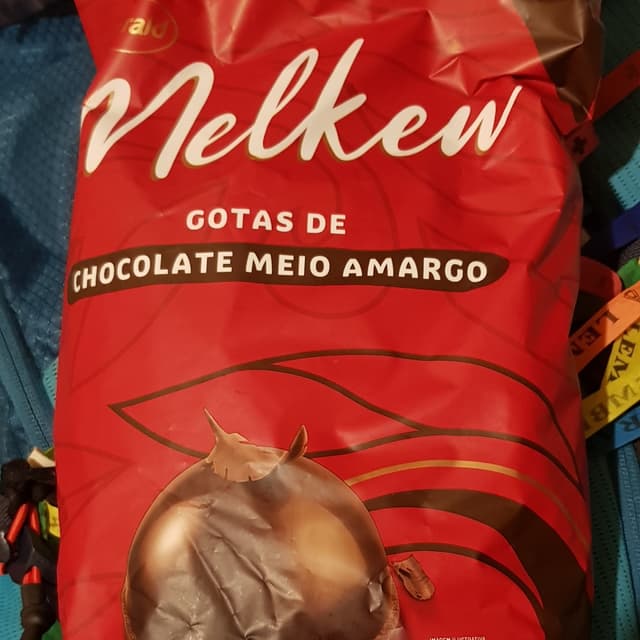 Melken
GOTAS DE
CHOCOLATE MEIO AMARGO